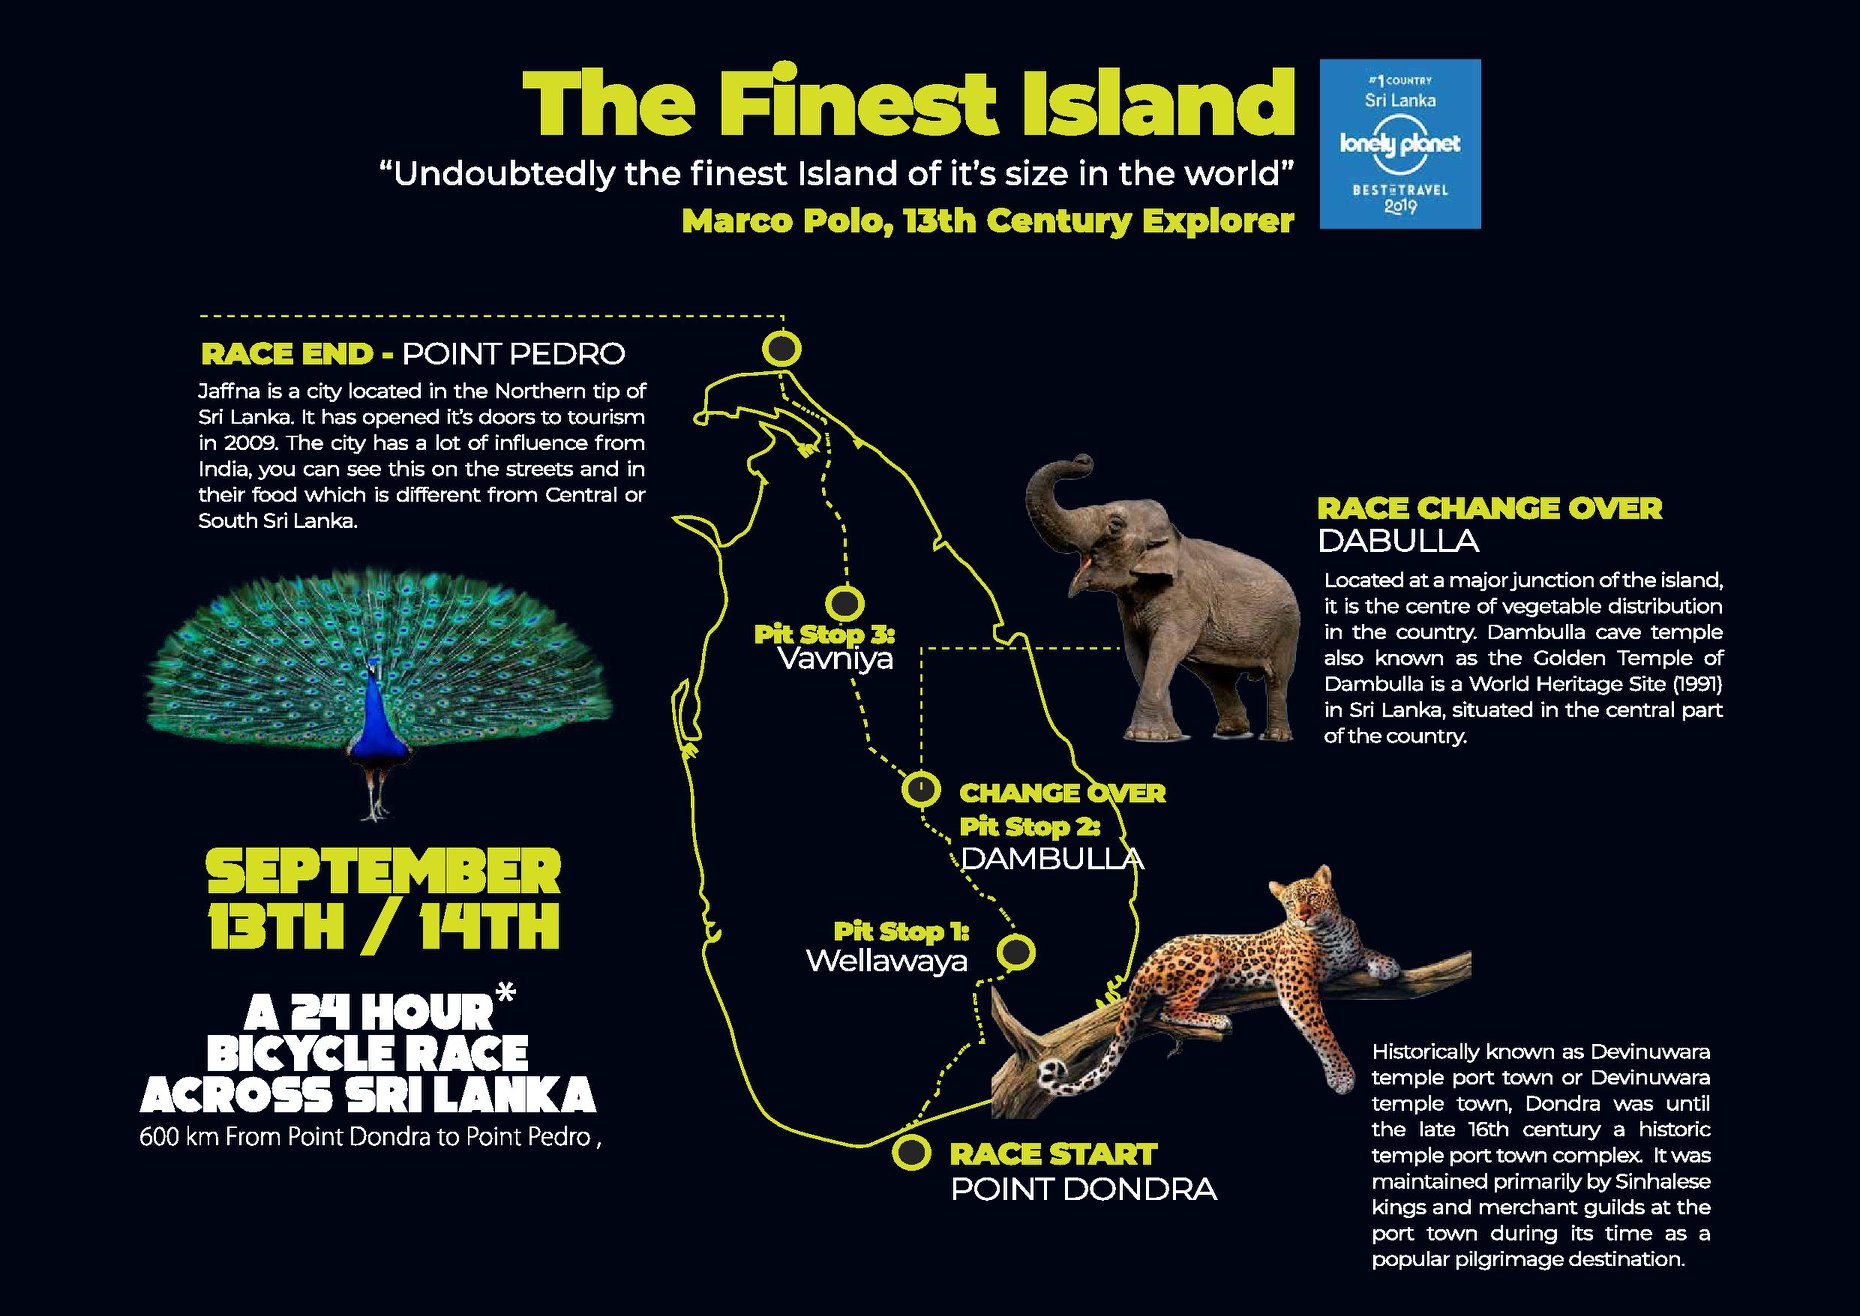 The Finest Island
“Undoubtedly the finest Island of it’s size in the world”
Marco Polo, 13th Century Explorer
#1 COUNTRY
Sri Lanka
lonely planet
BEST IN TRAVEL
2019
RACE END - POINT PEDRO
Jaffna is a city located in the Northern tip of
Sri Lanka. It has opened it’s doors to tourism
in 2009. The city has a lot of influence from
India, you can see this on the streets and in
their food which is different from Central or
South Sri Lanka.
RACE CHANGE OVER
DABULLA
Located at a major junction of the island,
it is the centre of vegetable distribution
in the country. Dambulla cave temple
also known as the Golden Temple of
Dambulla is a World Heritage Site (1991)
in Sri Lanka, situated in the central part
of the country.
Pit Stop 3:
Vavniya
CHANGE OVER
Pit Stop 2:
DAMBULLA
Pit Stop 1:
Wellawaya
SEPTEMBER
13TH / 14TH
A 24 HOUR*
BICYCLE RACE
ACROSS SRI LANKA
600 km From Point Dondra to Point Pedro ,
RACE START
POINT DONDRA
Historically known as Devinuwara
temple port town or Devinuwara
temple town, Dondra was until
the late 16th century a historic
temple port town complex. It was
maintained primarily by Sinhalese
kings and merchant guilds at the
port town during its time as a
popular pilgrimage destination.